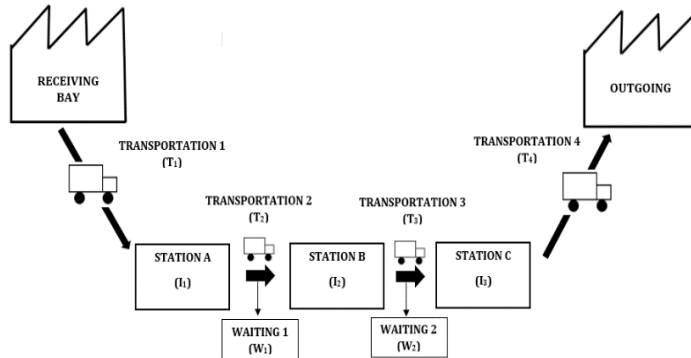 RECEIVING
BAY
OUTGOING
TRANSPORTATION 1
(T₁)
TRANSPORTATION 4
(T₄)
TRANSPORTATION 2
(T₂)
TRANSPORTATION 3
(T₃)
STATION A
(I₁)
STATION B
(I₂)
STATION C
(I₃)
WAITING 1
(W₁)
WAITING 2
(W₂)